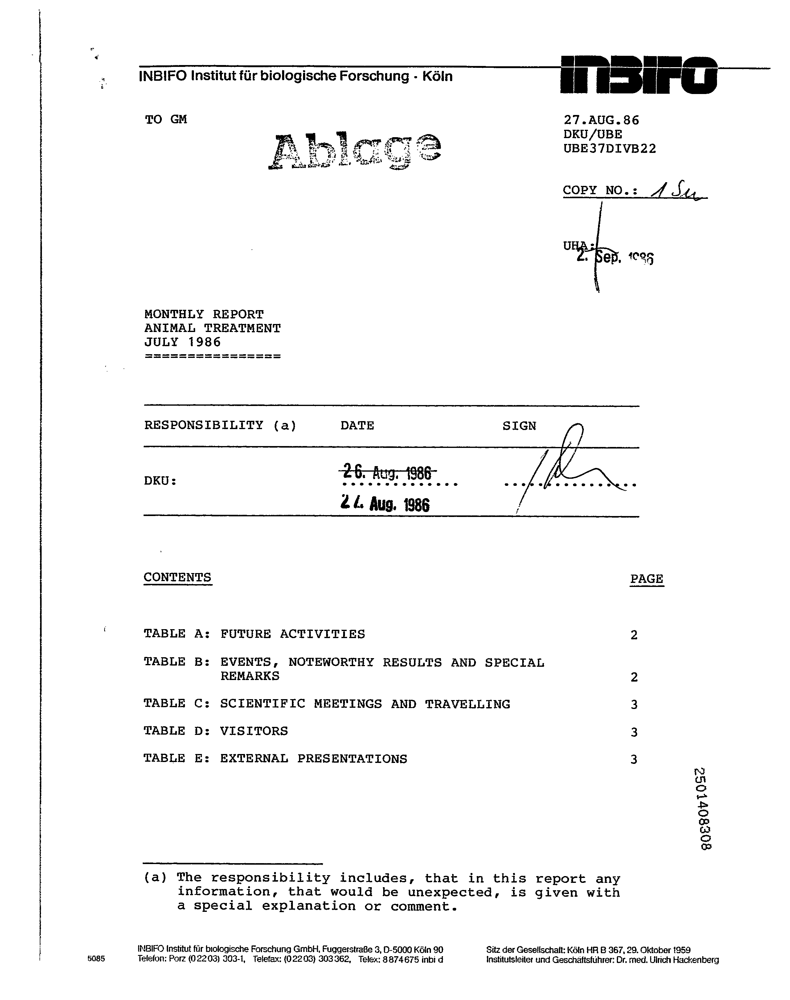 INBIFO Institut für biologische Forschung · Köln
INBIFO
TO GM
Ablage
27.AUG.86
DKU/UBE
UBE37DIVB22
COPY NO.: 1 Su
UHA:
2. Sep. 1986
MONTHLY REPORT
ANIMAL TREATMENT
JULY 1986
================
RESPONSIBILITY (a) DATE SIGN
26. Aug. 1986
DKU: .............. ..............
Aug. 1986
CONTENTS PAGE
TABLE A: FUTURE ACTIVITIES 2
TABLE B: EVENTS, NOTEWORTHY RESULTS AND SPECIAL
REMARKS 2
TABLE C: SCIENTIFIC MEETINGS AND TRAVELLING 3
TABLE D: VISITORS 3
TABLE E: EXTERNAL PRESENTATIONS 3
2501408308
(a) The responsibility includes, that in this report any
information, that would be unexpected, is given with
a special explanation or comment.
5085
INBIFO Institut für biologische Forschung GmbH, Fuggerstraße 3, D-5000 Köln 90
Telefon: Porz (02203) 303-1, Telefax: (02203) 303362, Telex: 8874675 inbi d
Sitz der Gesellschaft: Köln HR B 367, 29. Oktober 1959
Institutsleiter und Geschäftsführer: Dr. med. Ulrich Hackenberg